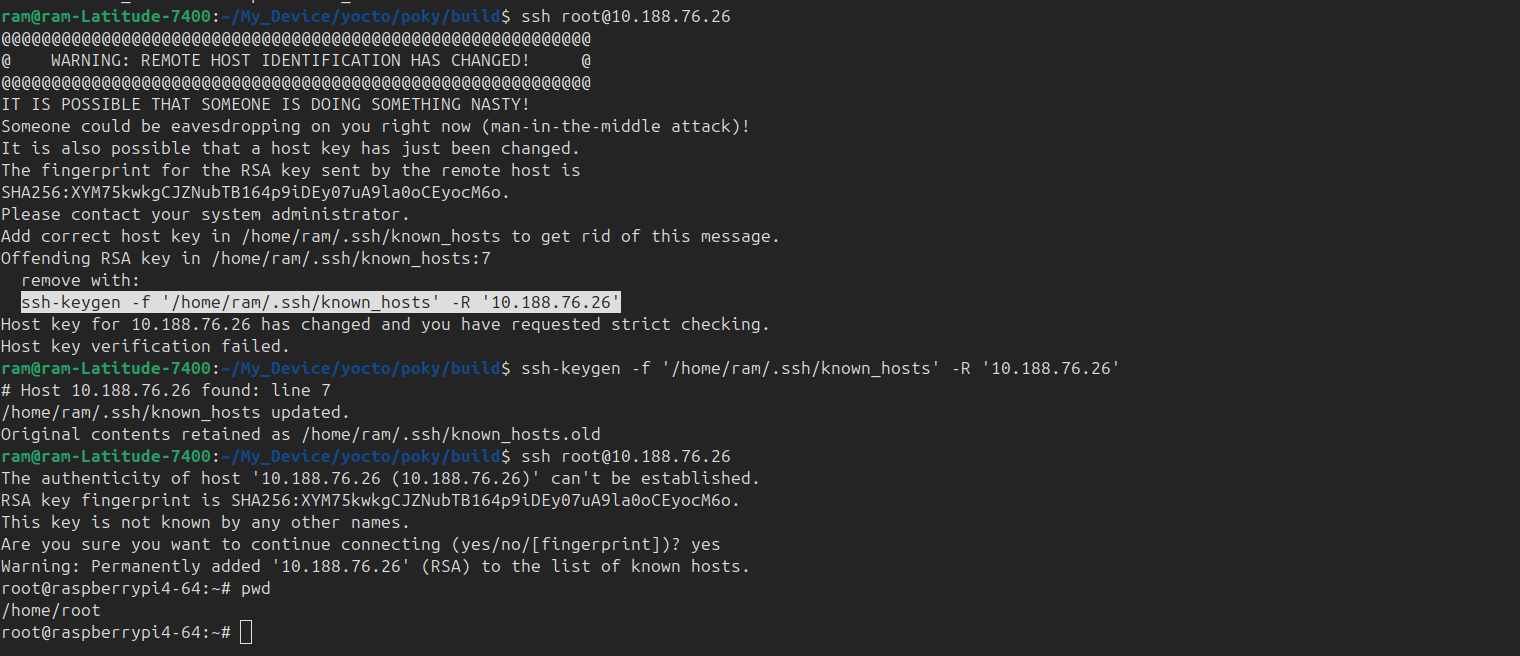 ram@ram-Latitude-7400:~/My_Device/yocto/poky/build$ ssh root@10.188.76.26
@@@@@@@@@@@@@@@@@@@@@@@@@@@@@@@@@@@@@@@@@@@@@@@@@@@@@@@@@@@
@    WARNING: REMOTE HOST IDENTIFICATION HAS CHANGED!     @
@@@@@@@@@@@@@@@@@@@@@@@@@@@@@@@@@@@@@@@@@@@@@@@@@@@@@@@@@@@
IT IS POSSIBLE THAT SOMEONE IS DOING SOMETHING NASTY!
Someone could be eavesdropping on you right now (man-in-the-middle attack)!
It is also possible that a host key has just been changed.
The fingerprint for the RSA key sent by the remote host is
SHA256:XYM75kwkgCJZNubTB164p9iDEy07uA9la0oCEyocM6o.
Please contact your system administrator.
Add correct host key in /home/ram/.ssh/known_hosts to get rid of this message.
Offending RSA key in /home/ram/.ssh/known_hosts:7
  remove with:
  ssh-keygen -f '/home/ram/.ssh/known_hosts' -R '10.188.76.26'
Host key for 10.188.76.26 has changed and you have requested strict checking.
Host key verification failed.
ram@ram-Latitude-7400:~/My_Device/yocto/poky/build$ ssh-keygen -f '/home/ram/.ssh/known_hosts' -R '10.188.76.26'
# Host 10.188.76.26 found: line 7
/home/ram/.ssh/known_hosts updated.
Original contents retained as /home/ram/.ssh/known_hosts.old
ram@ram-Latitude-7400:~/My_Device/yocto/poky/build$ ssh root@10.188.76.26
The authenticity of host '10.188.76.26 (10.188.76.26)' can't be established.
RSA key fingerprint is SHA256:XYM75kwkgCJZNubTB164p9iDEy07uA9la0oCEyocM6o.
This key is not known by any other names.
Are you sure you want to continue connecting (yes/no/[fingerprint])? yes
Warning: Permanently added '10.188.76.26' (RSA) to the list of known hosts.
root@raspberrypi4-64:~# pwd
/home/root
root@raspberrypi4-64:~#